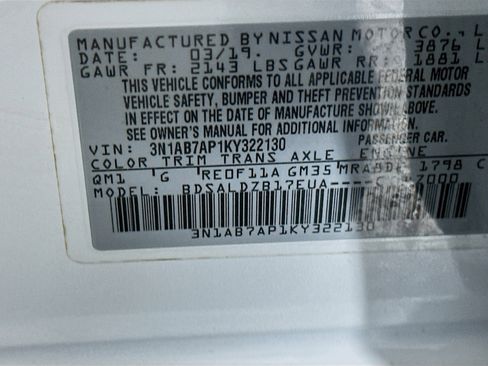 MANUFACTURED BY NISSAN MOTOR CO., L
DATE: 03/19. GVWR: 3876 L
GAWR FR: 2143 LBS GAWR RR: 1881 L
THIS VEHICLE CONFORMS TO ALL APPLICABLE FEDERAL MOTOR
VEHICLE SAFETY, BUMPER AND THEFT PREVENTION STANDARDS
IN EFFECT ON THE DATE OF MANUFACTURE SHOWN ABOVE.
SEE OWNER'S MANUAL FOR ADDITIONAL INFORMATION.
VIN: 3N1AB7AP1KY322130 PASSENGER CAR.
COLOR TRIM TRANS AXLE ENGINE
QM1 G RE0F11A GM35 1798 C
MODEL: BDSALDZB17EUA
3N1AB7AP1KY322130